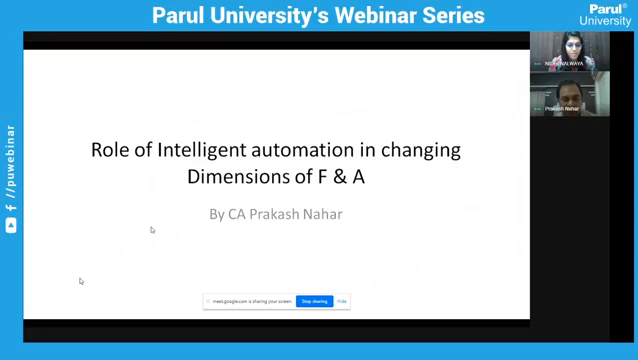 Parul University's Webinar Series
Parul®
University
Prakash Nahar
Role of Intelligent automation in changing
Dimensions of F & A
By CA Prakash Nahar
meet.google.com is sharing your screen.
Stop sharing
Hide
/puwebinar